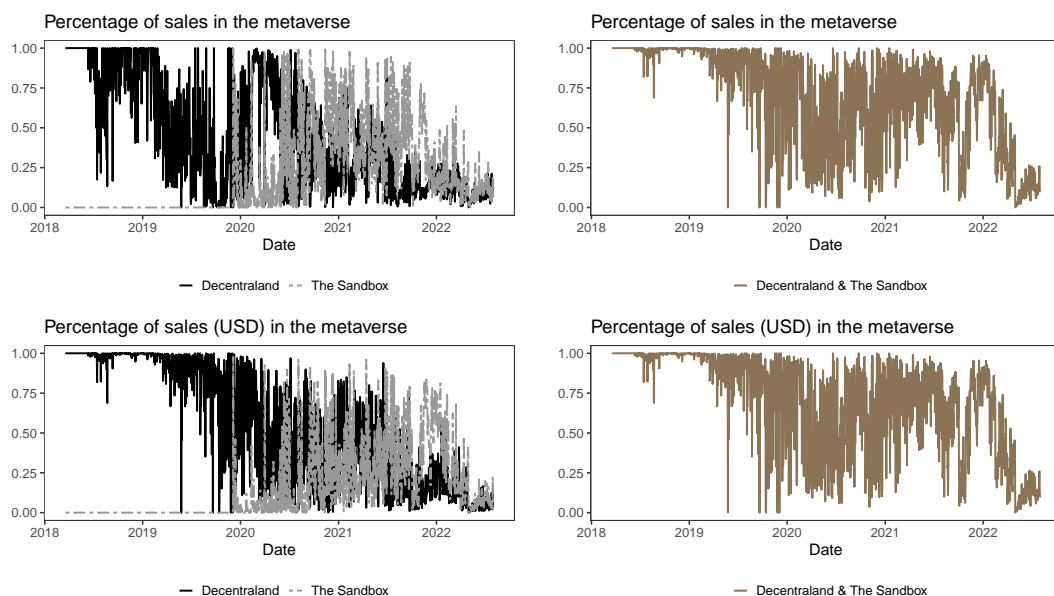 Percentage of sales in the metaverse
1.00
0.75
0.50
0.25
0.00
2018 2019 2020 2021 2022
Date
Decentraland The Sandbox
Percentage of sales in the metaverse
1.00
0.75
0.50
0.25
0.00
2018 2019 2020 2021 2022
Date
Decentraland & The Sandbox
Percentage of sales (USD) in the metaverse
1.00
0.75
0.50
0.25
0.00
2018 2019 2020 2021 2022
Date
Decentraland The Sandbox
Percentage of sales (USD) in the metaverse
1.00
0.75
0.50
0.25
0.00
2018 2019 2020 2021 2022
Date
Decentraland & The Sandbox